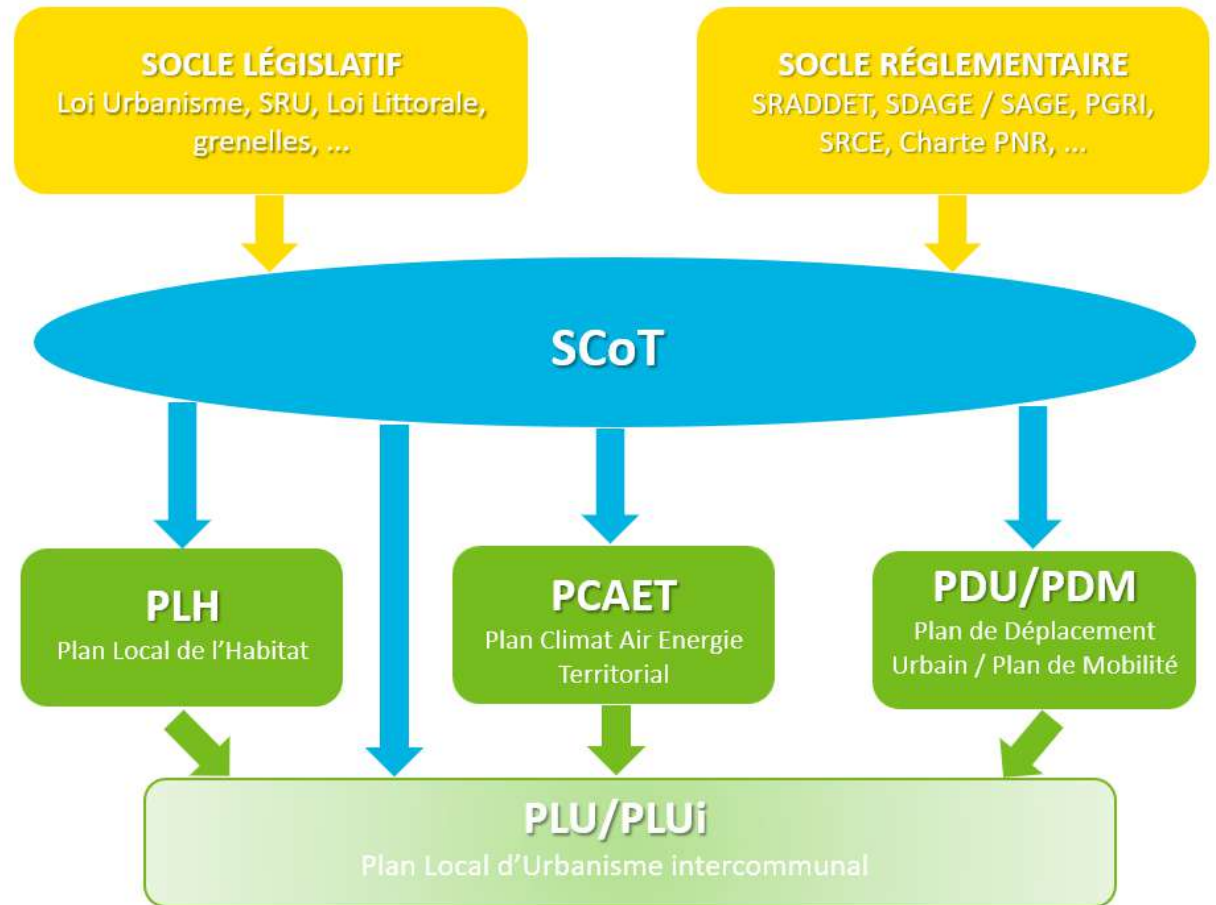 SOCLE LÉGISLATIF
Loi Urbanisme, SRU, Loi Littorale,
grenelles, ...
SOCLE RÉGLEMENTAIRE
SRADDET, SDAGE / SAGE, PGRI,
SRCE, Charte PNR, ...
SCoT
PLH
Plan Local de l’Habitat
PCAET
Plan Climat Air Energie
Territorial
PDU/PDM
Plan de Déplacement
Urbain / Plan de Mobilité
PLU/PLUi
Plan Local d’Urbanisme intercommunal